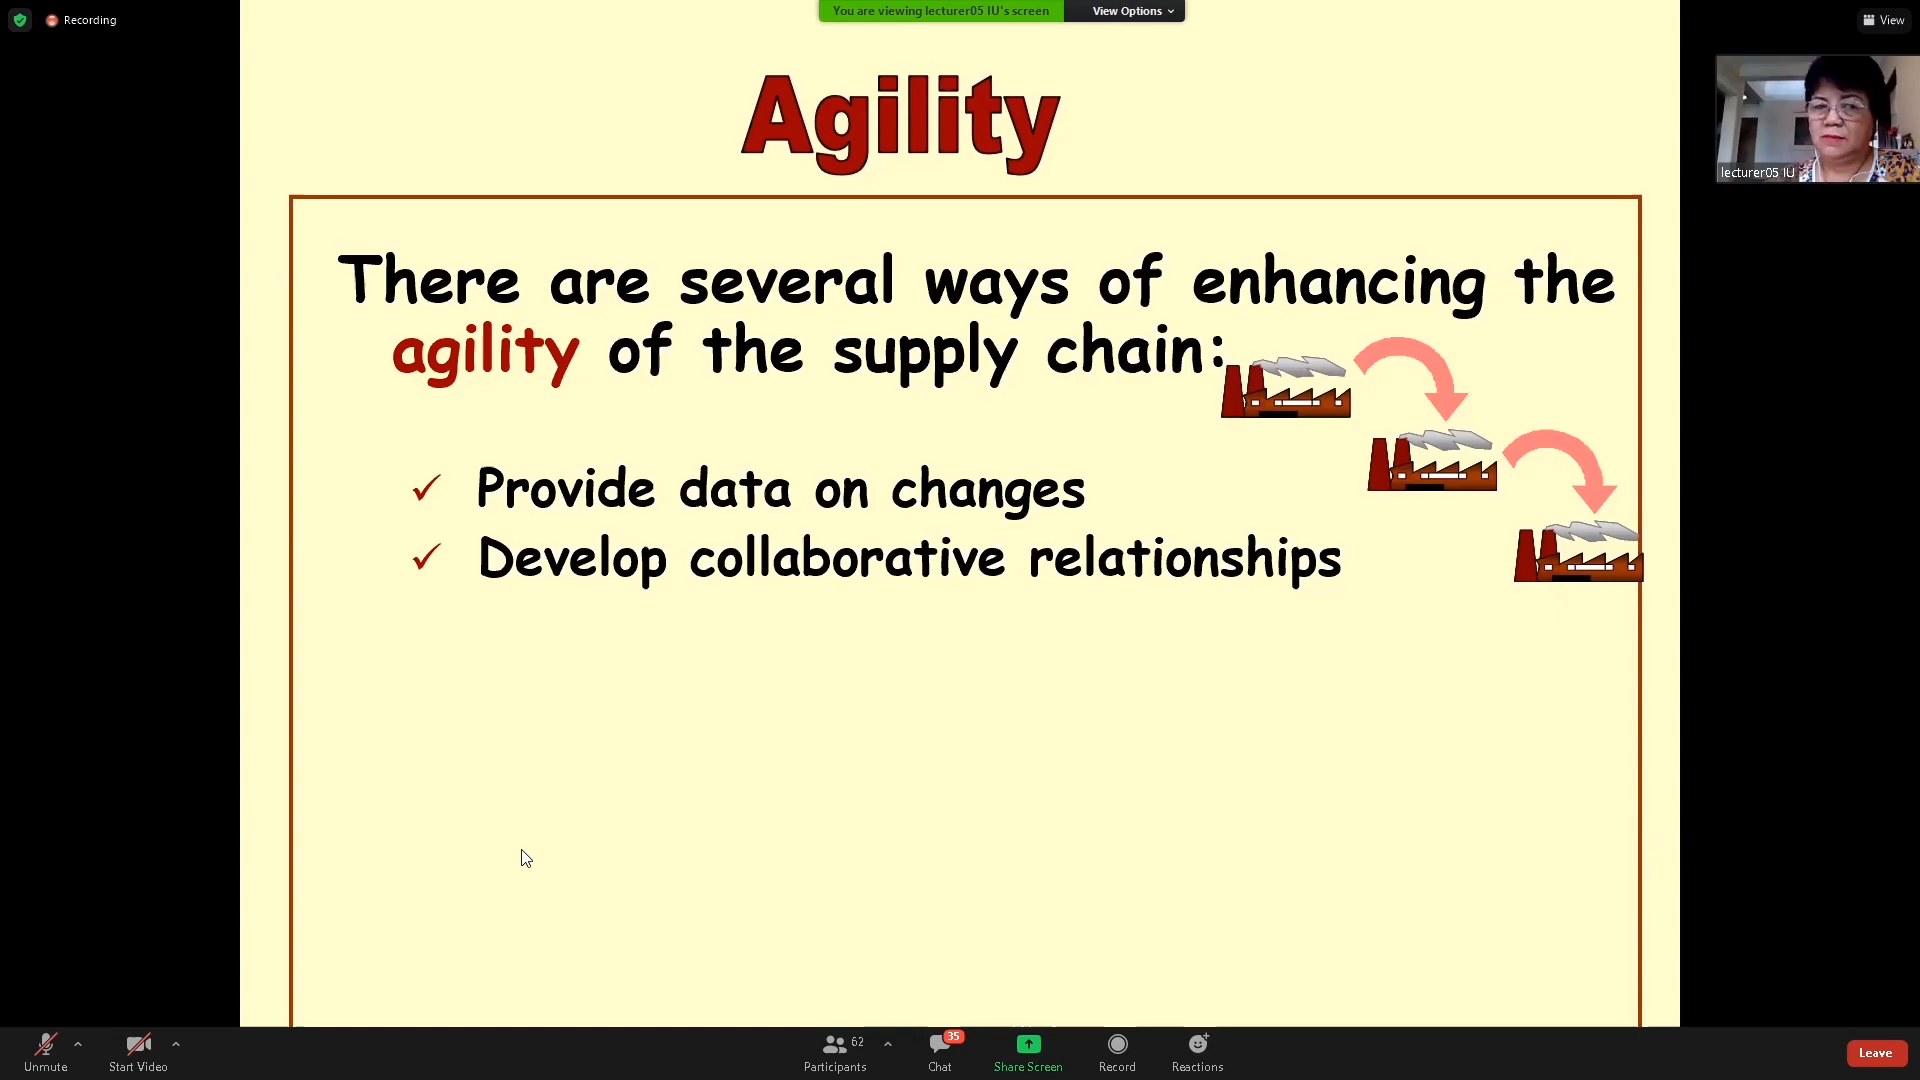 Recording
You are viewing lecturer05 IU's screen
View Options
View
Agility
lecturer05 IU
There are several ways of enhancing the
agility of the supply chain:
✓ Provide data on changes
✓ Develop collaborative relationships
Unmute
Start Video
62
Participants
35
Chat
Share Screen
Record
Reactions
Leave